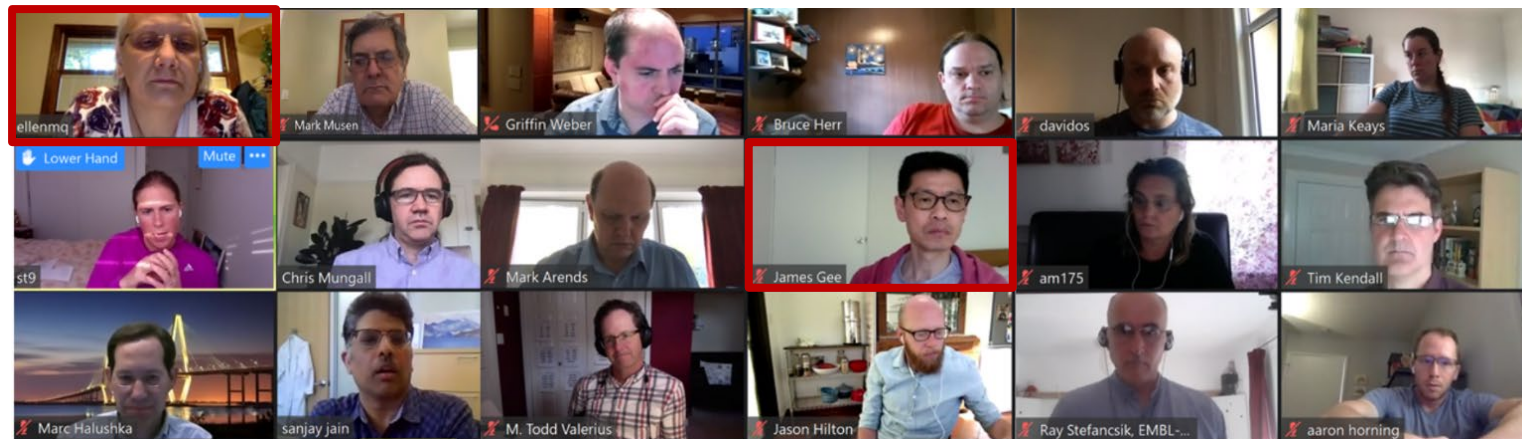 ellenmq
Mark Musen
Griffin Weber
Bruce Herr
davidos
Maria Keays
Lower Hand
Mute
st9
Chris Mungall
Mark Arends
James Gee
am175
Tim Kendall
Marc Halushka
sanjay jain
M. Todd Valerius
Jason Hilton
Ray Stefancsik, EMBL-...
aaron horning